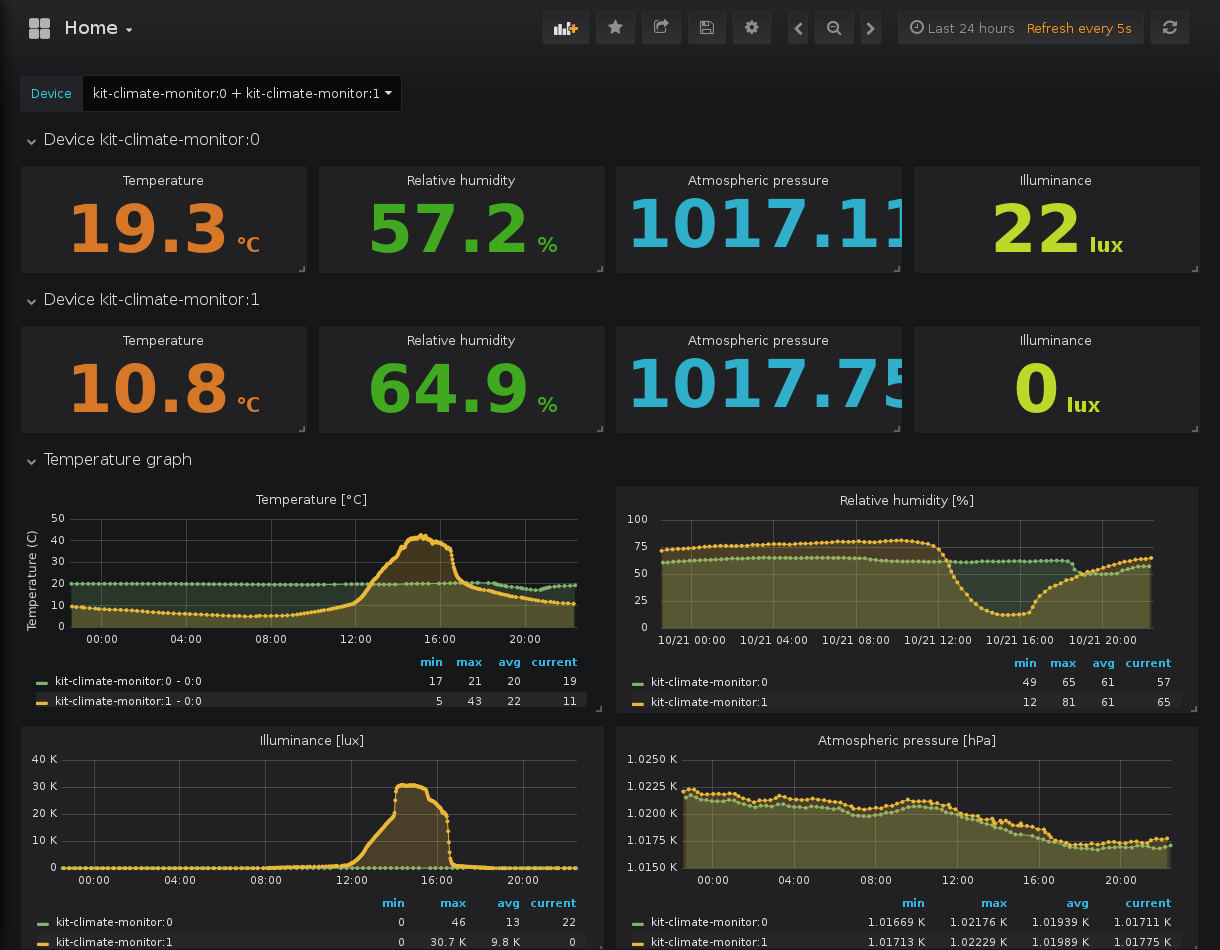 Home
Last 24 hours Refresh every 5s
Device kit-climate-monitor:0 + kit-climate-monitor:1
Device kit-climate-monitor:0
Temperature Relative humidity Atmospheric pressure Illuminance
19.3 °C 57.2 % 1017.11 22 lux
Device kit-climate-monitor:1
Temperature Relative humidity Atmospheric pressure Illuminance
10.8 °C 64.9 % 1017.75 0 lux
Temperature graph
Temperature [°C]
Temperature (C)
50
40
30
20
10
0
00:00 04:00 08:00 12:00 16:00 20:00
min max avg current
kit-climate-monitor:0 - 0:0 17 21 20 19
kit-climate-monitor:1 - 0:0 5 43 22 11
Relative humidity [%]
100
75
50
25
0
10/21 00:00 10/21 04:00 10/21 08:00 10/21 12:00 10/21 16:00 10/21 20:00
min max avg current
kit-climate-monitor:0 49 65 61 57
kit-climate-monitor:1 12 81 61 65
Illuminance [lux]
40 K
30 K
20 K
10 K
0
00:00 04:00 08:00 12:00 16:00 20:00
min max avg current
kit-climate-monitor:0 0 46 13 22
kit-climate-monitor:1 0 30.7 K 9.8 K 0
Atmospheric pressure [hPa]
1.0250 K
1.0225 K
1.0200 K
1.0175 K
1.0150 K
00:00 04:00 08:00 12:00 16:00 20:00
min max avg current
kit-climate-monitor:0 1.01669 K 1.02176 K 1.01939 K 1.01711 K
kit-climate-monitor:1 1.01713 K 1.02229 K 1.01989 K 1.01775 K